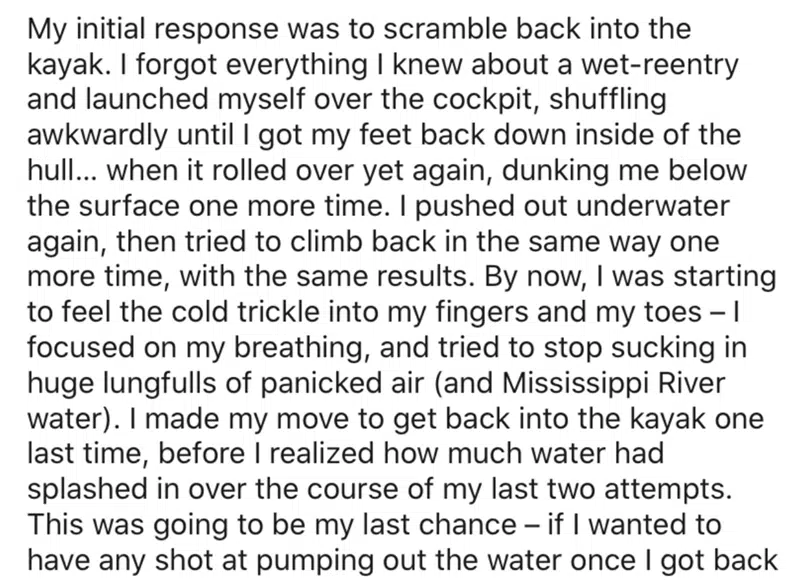 My initial response was to scramble back into the
kayak. I forgot everything I knew about a wet-reentry
and launched myself over the cockpit, shuffling
awkwardly until I got my feet back down inside of the
hull... when it rolled over yet again, dunking me below
the surface one more time. I pushed out underwater
again, then tried to climb back in the same way one
more time, with the same results. By now, I was starting
to feel the cold trickle into my fingers and my toes – I
focused on my breathing, and tried to stop sucking in
huge lungfulls of panicked air (and Mississippi River
water). I made my move to get back into the kayak one
last time, before I realized how much water had
splashed in over the course of my last two attempts.
This was going to be my last chance – if I wanted to
have any shot at pumping out the water once I got back